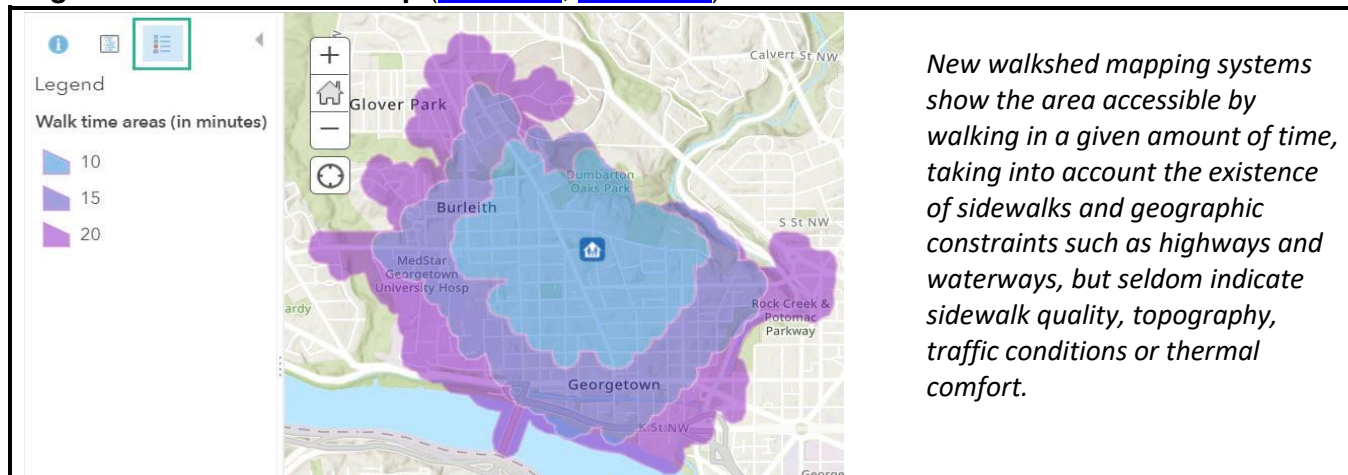 Legend
Walk time areas (in minutes)
10
15
20
+
−
Calvert St NW
Glover Park
Dumbarton
Oaks Park
Burleith
S St NW
MedStar
Georgetown
University Hosp
ardy
Rock Creek &
Potomac
Parkway
Georgetown
K St NW
George
New walkshed mapping systems
show the area accessible by
walking in a given amount of time,
taking into account the existence
of sidewalks and geographic
constraints such as highways and
waterways, but seldom indicate
sidewalk quality, topography,
traffic conditions or thermal
comfort.